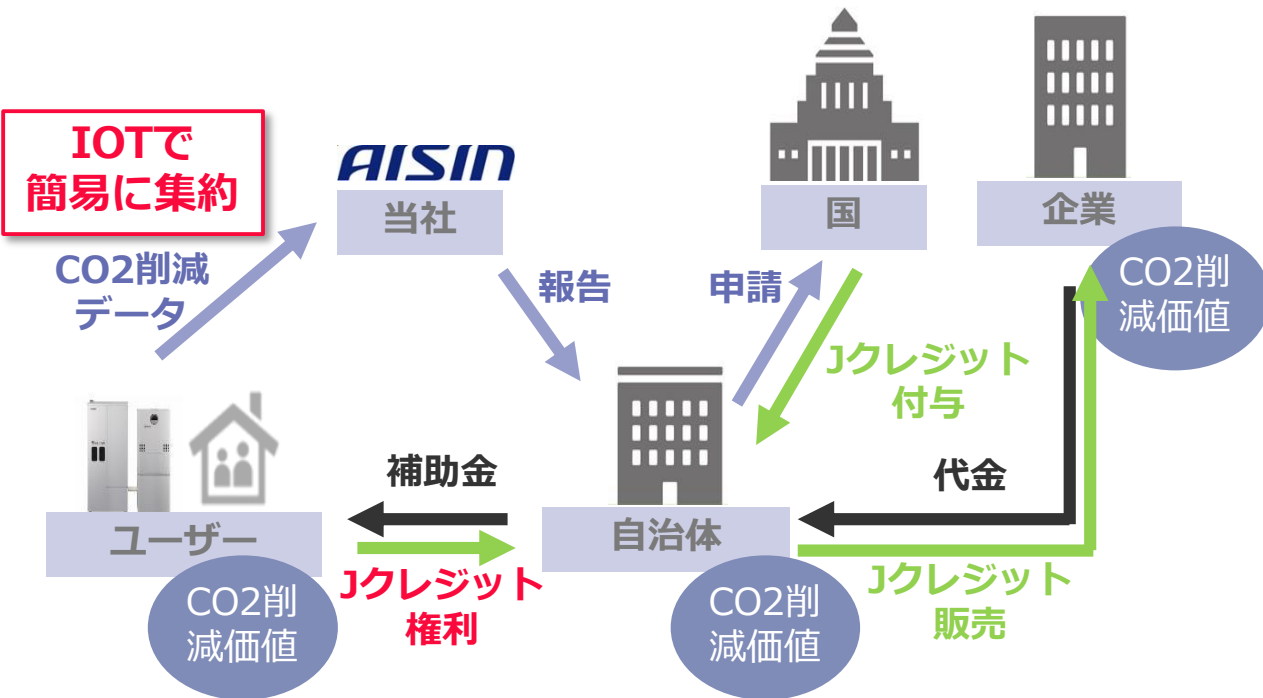 IOTで
簡易に集約
AISIN
当社
国
企業
CO2削減
データ
報告
申請
CO2削
減価値
Jクレジット
付与
補助金
代金
ユーザー
自治体
Jクレジット
権利
Jクレジット
販売
CO2削
減価値
CO2削
減価値